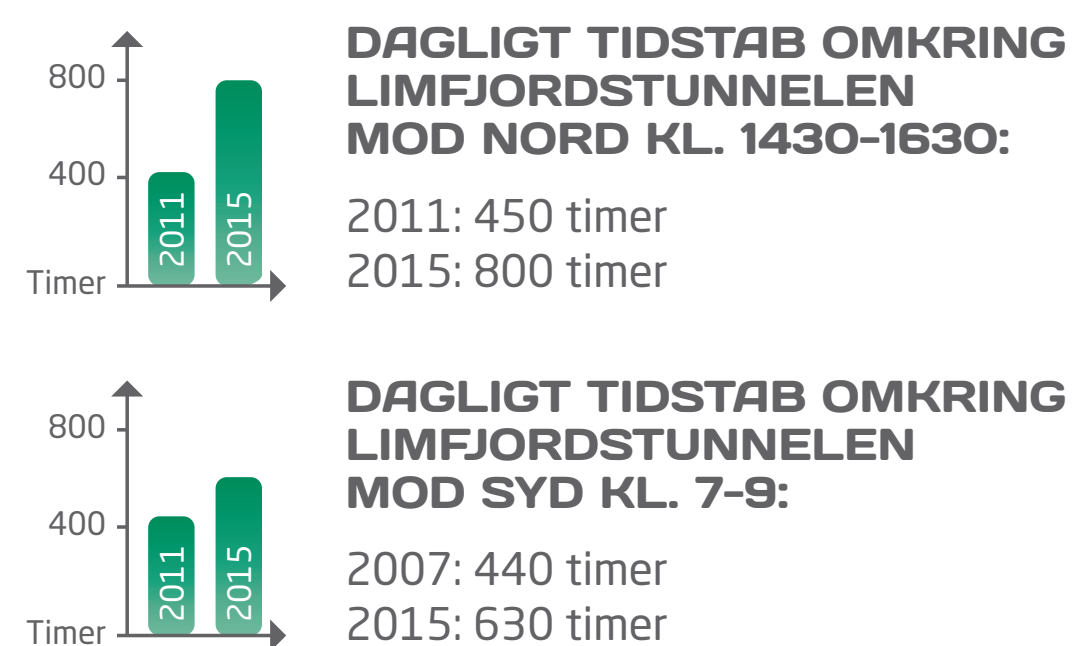 800
400
Timer
2011
2015
DAGLIGT TIDSTAB OMKRING
LIMFJORDSTUNNELEN
MOD NORD KL. 1430-1630:
2011: 450 timer
2015: 800 timer
800
400
Timer
2011
2015
DAGLIGT TIDSTAB OMKRING
LIMFJORDSTUNNELEN
MOD SYD KL. 7-9:
2007: 440 timer
2015: 630 timer